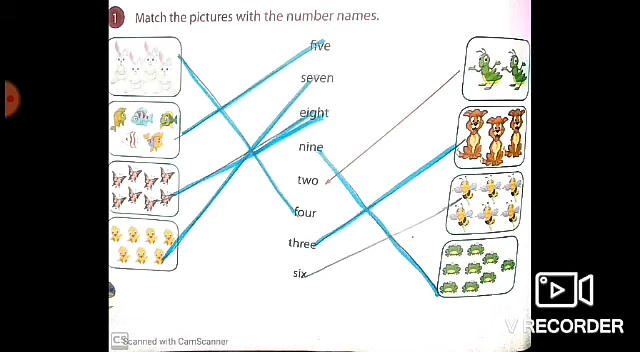 1 Match the pictures with the number names.
five
seven
eight
nine
two
four
three
six
CS Scanned with CamScanner
V RECORDER